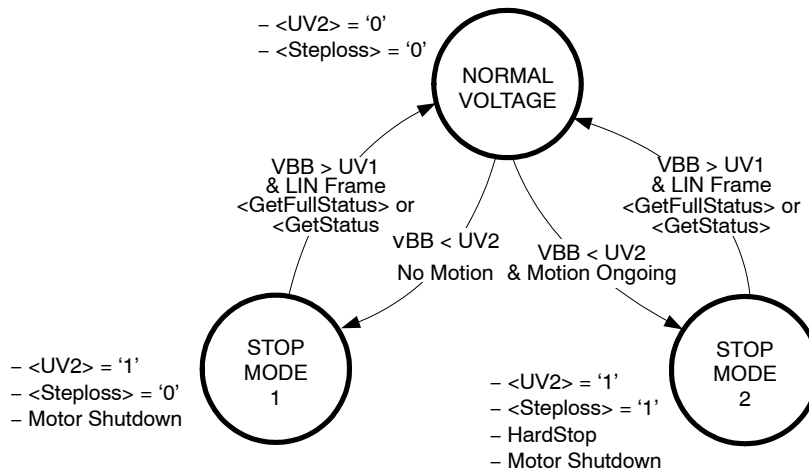 – <UV2> = ‘0’
– <Steploss> = ‘0’
NORMAL
VOLTAGE
VBB > UV1
& LIN Frame
<GetFullStatus> or
<GetStatus
VBB > UV1
& LIN Frame
<GetFullStatus> or
<GetStatus>
vBB < UV2
No Motion
VBB < UV2
& Motion Ongoing
STOP
MODE
1
– <UV2> = ‘1’
– <Steploss> = ‘0’
– Motor Shutdown
STOP
MODE
2
– <UV2> = ‘1’
– <Steploss> = ‘1’
– HardStop
– Motor Shutdown